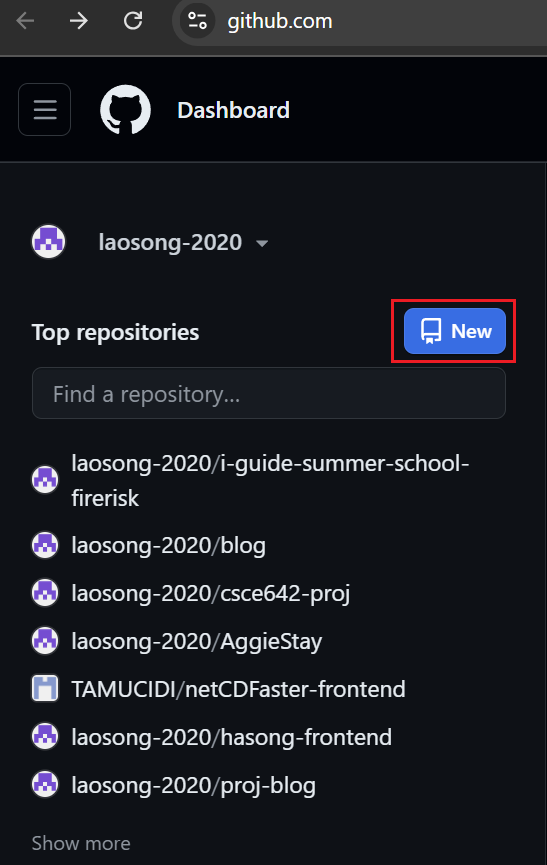 github.com
Dashboard
laosong-2020
Top repositories
New
Find a repository...
laosong-2020/i-guide-summer-school-
firerisk
laosong-2020/blog
laosong-2020/csce642-proj
laosong-2020/AggieStay
TAMUCIDI/netCDFaster-frontend
laosong-2020/hasong-frontend
laosong-2020/proj-blog
Show more